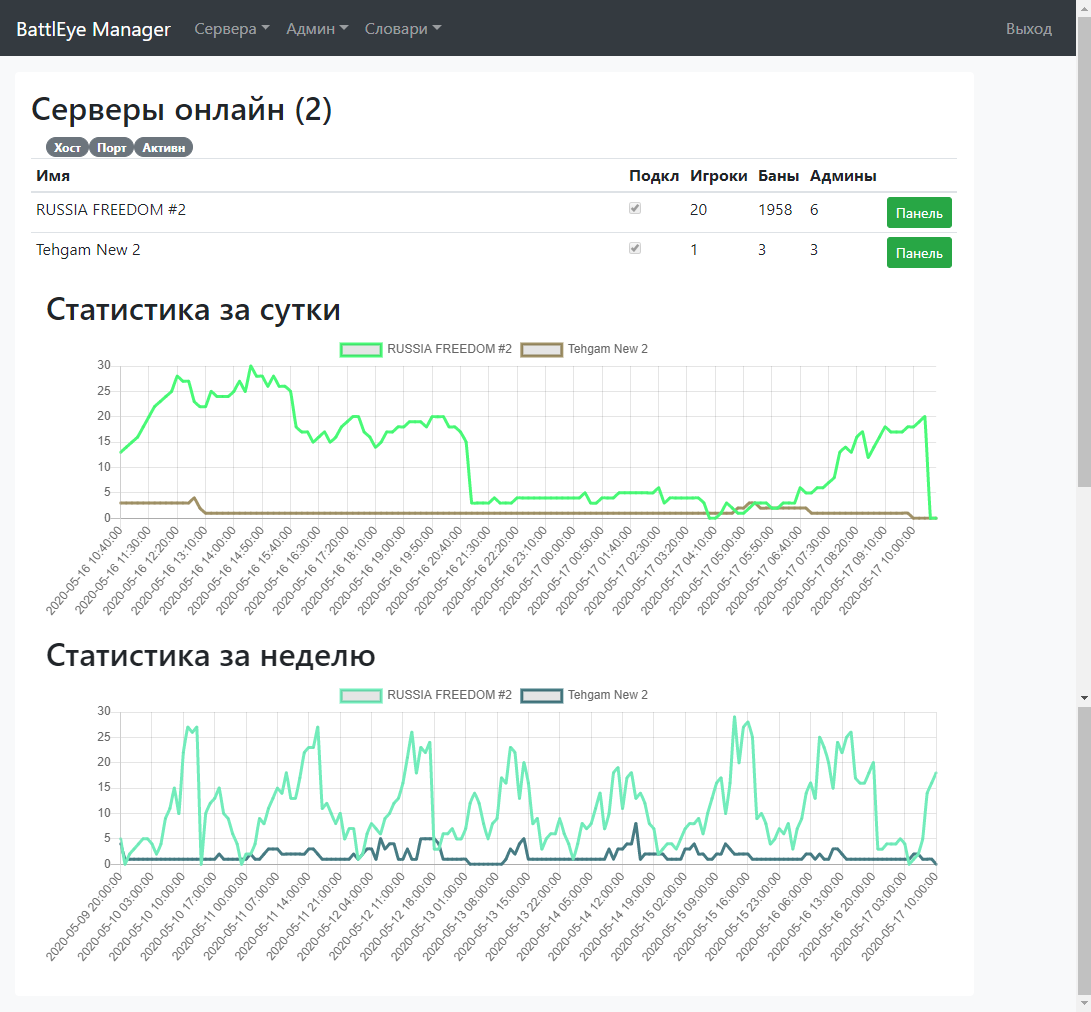 BattlEye Manager Сервера Админ Словари Выход
Серверы онлайн (2)
Хост Порт Активн
Имя Подкл Игроки Баны Админы
RUSSIA FREEDOM #2 20 1958 6 Панель
Tehgam New 2 1 3 3 Панель
Статистика за сутки
RUSSIA FREEDOM #2 Tehgam New 2
30
25
20
15
10
5
0
2020-05-16 10:40:00 2020-05-16 11:30:00 2020-05-16 12:20:00 2020-05-16 13:10:00 2020-05-16 14:00:00 2020-05-16 14:50:00 2020-05-16 15:40:00 2020-05-16 16:30:00 2020-05-16 17:20:00 2020-05-16 18:10:00 2020-05-16 19:00:00 2020-05-16 19:50:00 2020-05-16 20:40:00 2020-05-16 21:30:00 2020-05-16 22:20:00 2020-05-16 23:10:00 2020-05-17 00:00:00 2020-05-17 00:50:00 2020-05-17 01:40:00 2020-05-17 02:30:00 2020-05-17 03:20:00 2020-05-17 04:10:00 2020-05-17 05:00:00 2020-05-17 05:50:00 2020-05-17 06:40:00 2020-05-17 07:30:00 2020-05-17 08:20:00 2020-05-17 09:10:00 2020-05-17 10:00:00
Статистика за неделю
RUSSIA FREEDOM #2 Tehgam New 2
30
25
20
15
10
5
0
2020-05-09 20:00:00 2020-05-10 03:00:00 2020-05-10 10:00:00 2020-05-10 17:00:00 2020-05-11 00:00:00 2020-05-11 07:00:00 2020-05-11 14:00:00 2020-05-11 21:00:00 2020-05-12 04:00:00 2020-05-12 11:00:00 2020-05-12 18:00:00 2020-05-13 01:00:00 2020-05-13 08:00:00 2020-05-13 15:00:00 2020-05-13 22:00:00 2020-05-14 05:00:00 2020-05-14 12:00:00 2020-05-14 19:00:00 2020-05-15 02:00:00 2020-05-15 09:00:00 2020-05-15 16:00:00 2020-05-15 23:00:00 2020-05-16 06:00:00 2020-05-16 13:00:00 2020-05-16 20:00:00 2020-05-17 03:00:00 2020-05-17 10:00:00